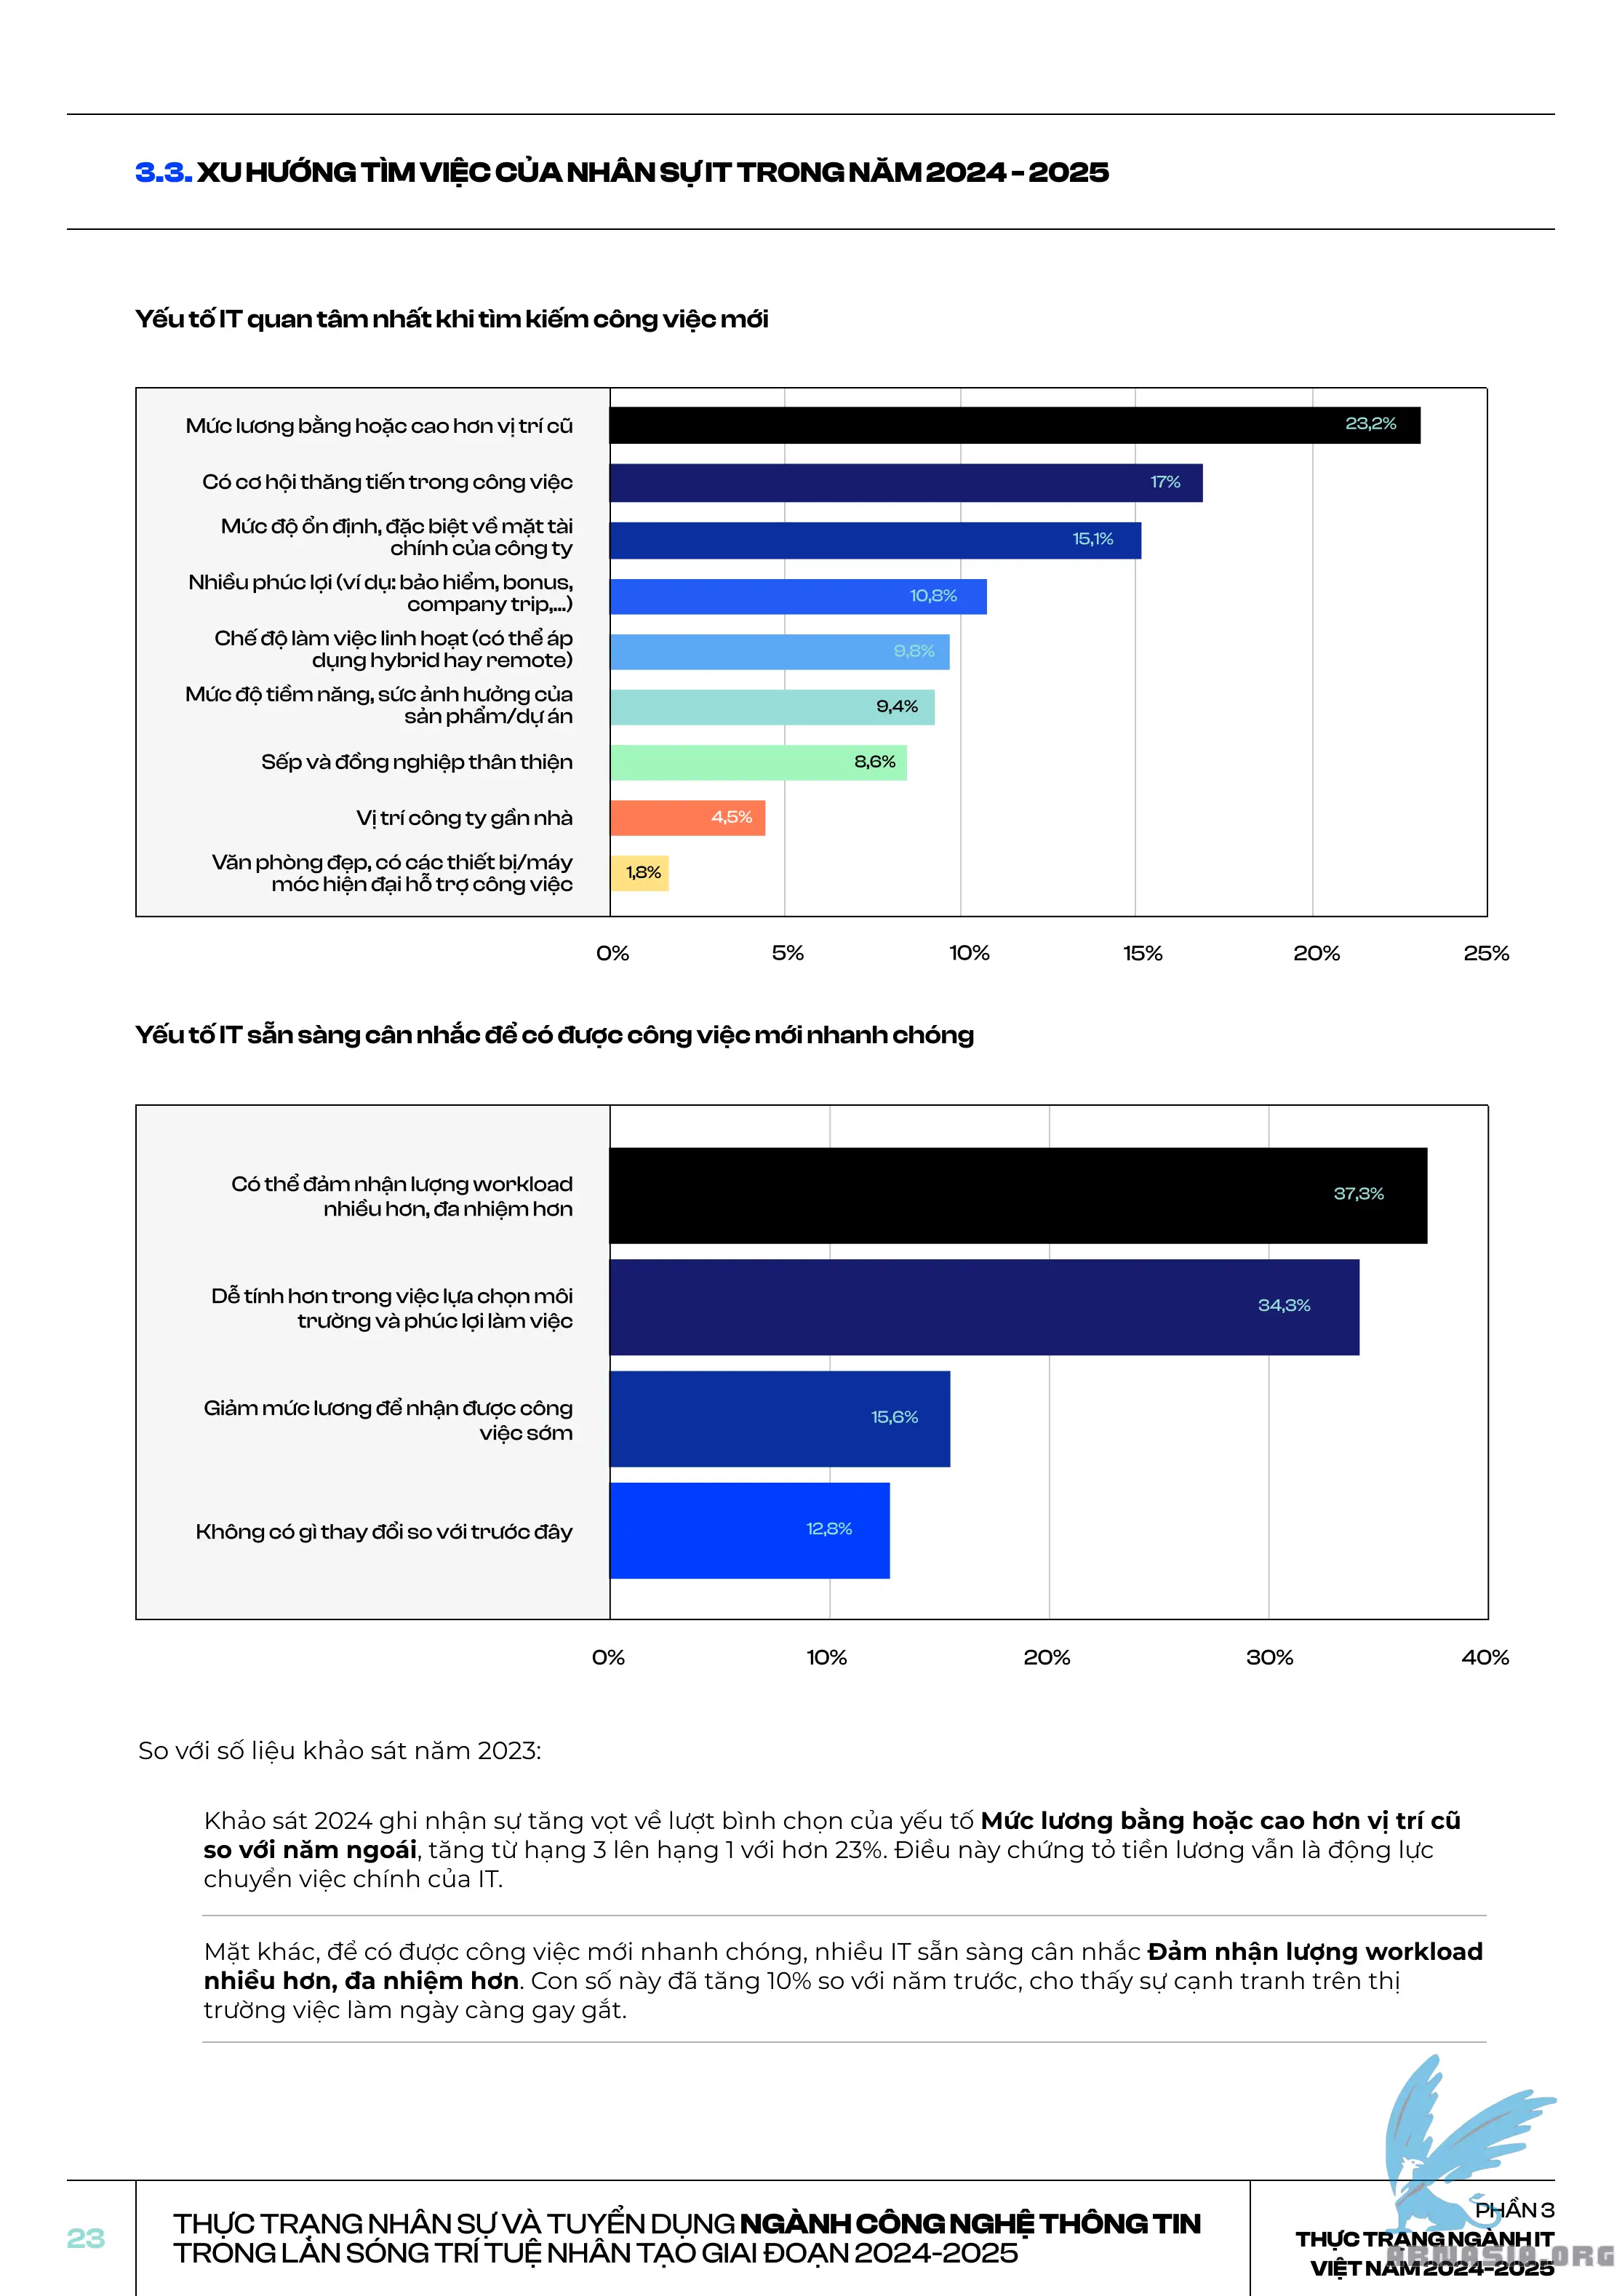 3.3. XU HƯỚNG TÌM VIỆC CỦA NHÂN SỰ IT TRONG NĂM 2024 - 2025
Yếu tố IT quan tâm nhất khi tìm kiếm công việc mới
Mức lương bằng hoặc cao hơn vị trí cũ
23,2%
Có cơ hội thăng tiến trong công việc
17%
Mức độ ổn định, đặc biệt về mặt tài
chính của công ty
15,1%
Nhiều phúc lợi (ví dụ: bảo hiểm, bonus,
company trip,...)
10,8%
Chế độ làm việc linh hoạt (có thể áp
dụng hybrid hay remote)
9,8%
Mức độ tiềm năng, sức ảnh hưởng của
sản phẩm/dự án
9,4%
Sếp và đồng nghiệp thân thiện
8,6%
Vị trí công ty gần nhà
4,5%
Văn phòng đẹp, có các thiết bị/máy
móc hiện đại hỗ trợ công việc
1,8%
0% 5% 10% 15% 20% 25%
Yếu tố IT sẵn sàng cân nhắc để có được công việc mới nhanh chóng
Có thể đảm nhận lượng workload
nhiều hơn, đa nhiệm hơn
37,3%
Dễ tính hơn trong việc lựa chọn môi
trường và phúc lợi làm việc
34,3%
Giảm mức lương để nhận được công
việc sớm
15,6%
Không có gì thay đổi so với trước đây
12,8%
0% 10% 20% 30% 40%
So với số liệu khảo sát năm 2023:
Khảo sát 2024 ghi nhận sự tăng vọt về lượt bình chọn của yếu tố Mức lương bằng hoặc cao hơn vị trí cũ
so với năm ngoái, tăng từ hạng 3 lên hạng 1 với hơn 23%. Điều này chứng tỏ tiền lương vẫn là động lực
chuyển việc chính của IT.
Mặt khác, để có được công việc mới nhanh chóng, nhiều IT sẵn sàng cân nhắc Đảm nhận lượng workload
nhiều hơn, đa nhiệm hơn. Con số này đã tăng 10% so với năm trước, cho thấy sự cạnh tranh trên thị
trường việc làm ngày càng gay gắt.
23
THỰC TRẠNG NHÂN SỰ VÀ TUYỂN DỤNG NGÀNH CÔNG NGHỆ THÔNG TIN
TRONG LÀN SÓNG TRÍ TUỆ NHÂN TẠO GIAI ĐOẠN 2024-2025
PHẦN 3
THỰC TRẠNG NGÀNH IT
VIỆT NAM 2024-2025
ARWASIA.ORG